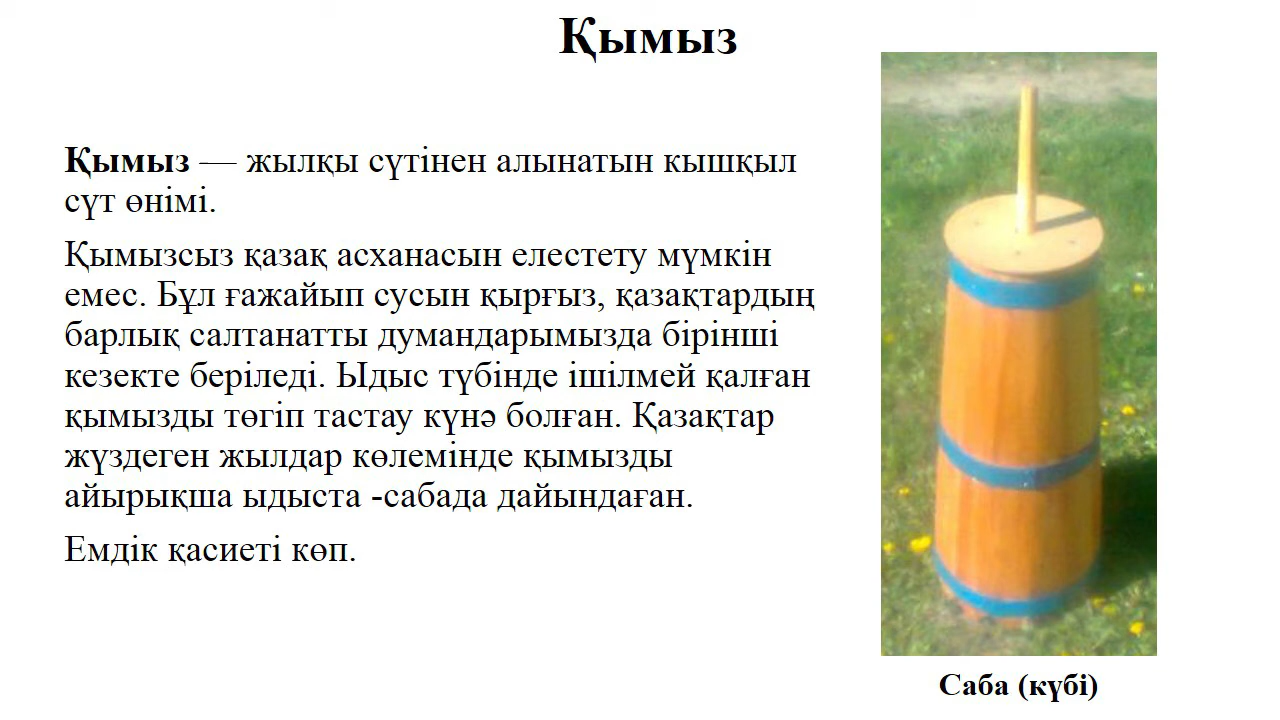 Қымыз
Қымыз — жылқы сүтінен алынатын кышқыл
сүт өнімі.
Қымызсыз қазақ асханасын елестету мүмкін
емес. Бұл ғажайып сусын қырғыз, қазақтардың
барлық салтанатты думандарымызда бірінші
кезекте беріледі. Ыдыс түбінде ішілмей қалған
қымызды төгіп тастау күнә болған. Қазақтар
жүздеген жылдар көлемінде қымызды
айырықша ыдыста -сабада дайындаған.
Емдік қасиеті көп.
Саба (күбі)